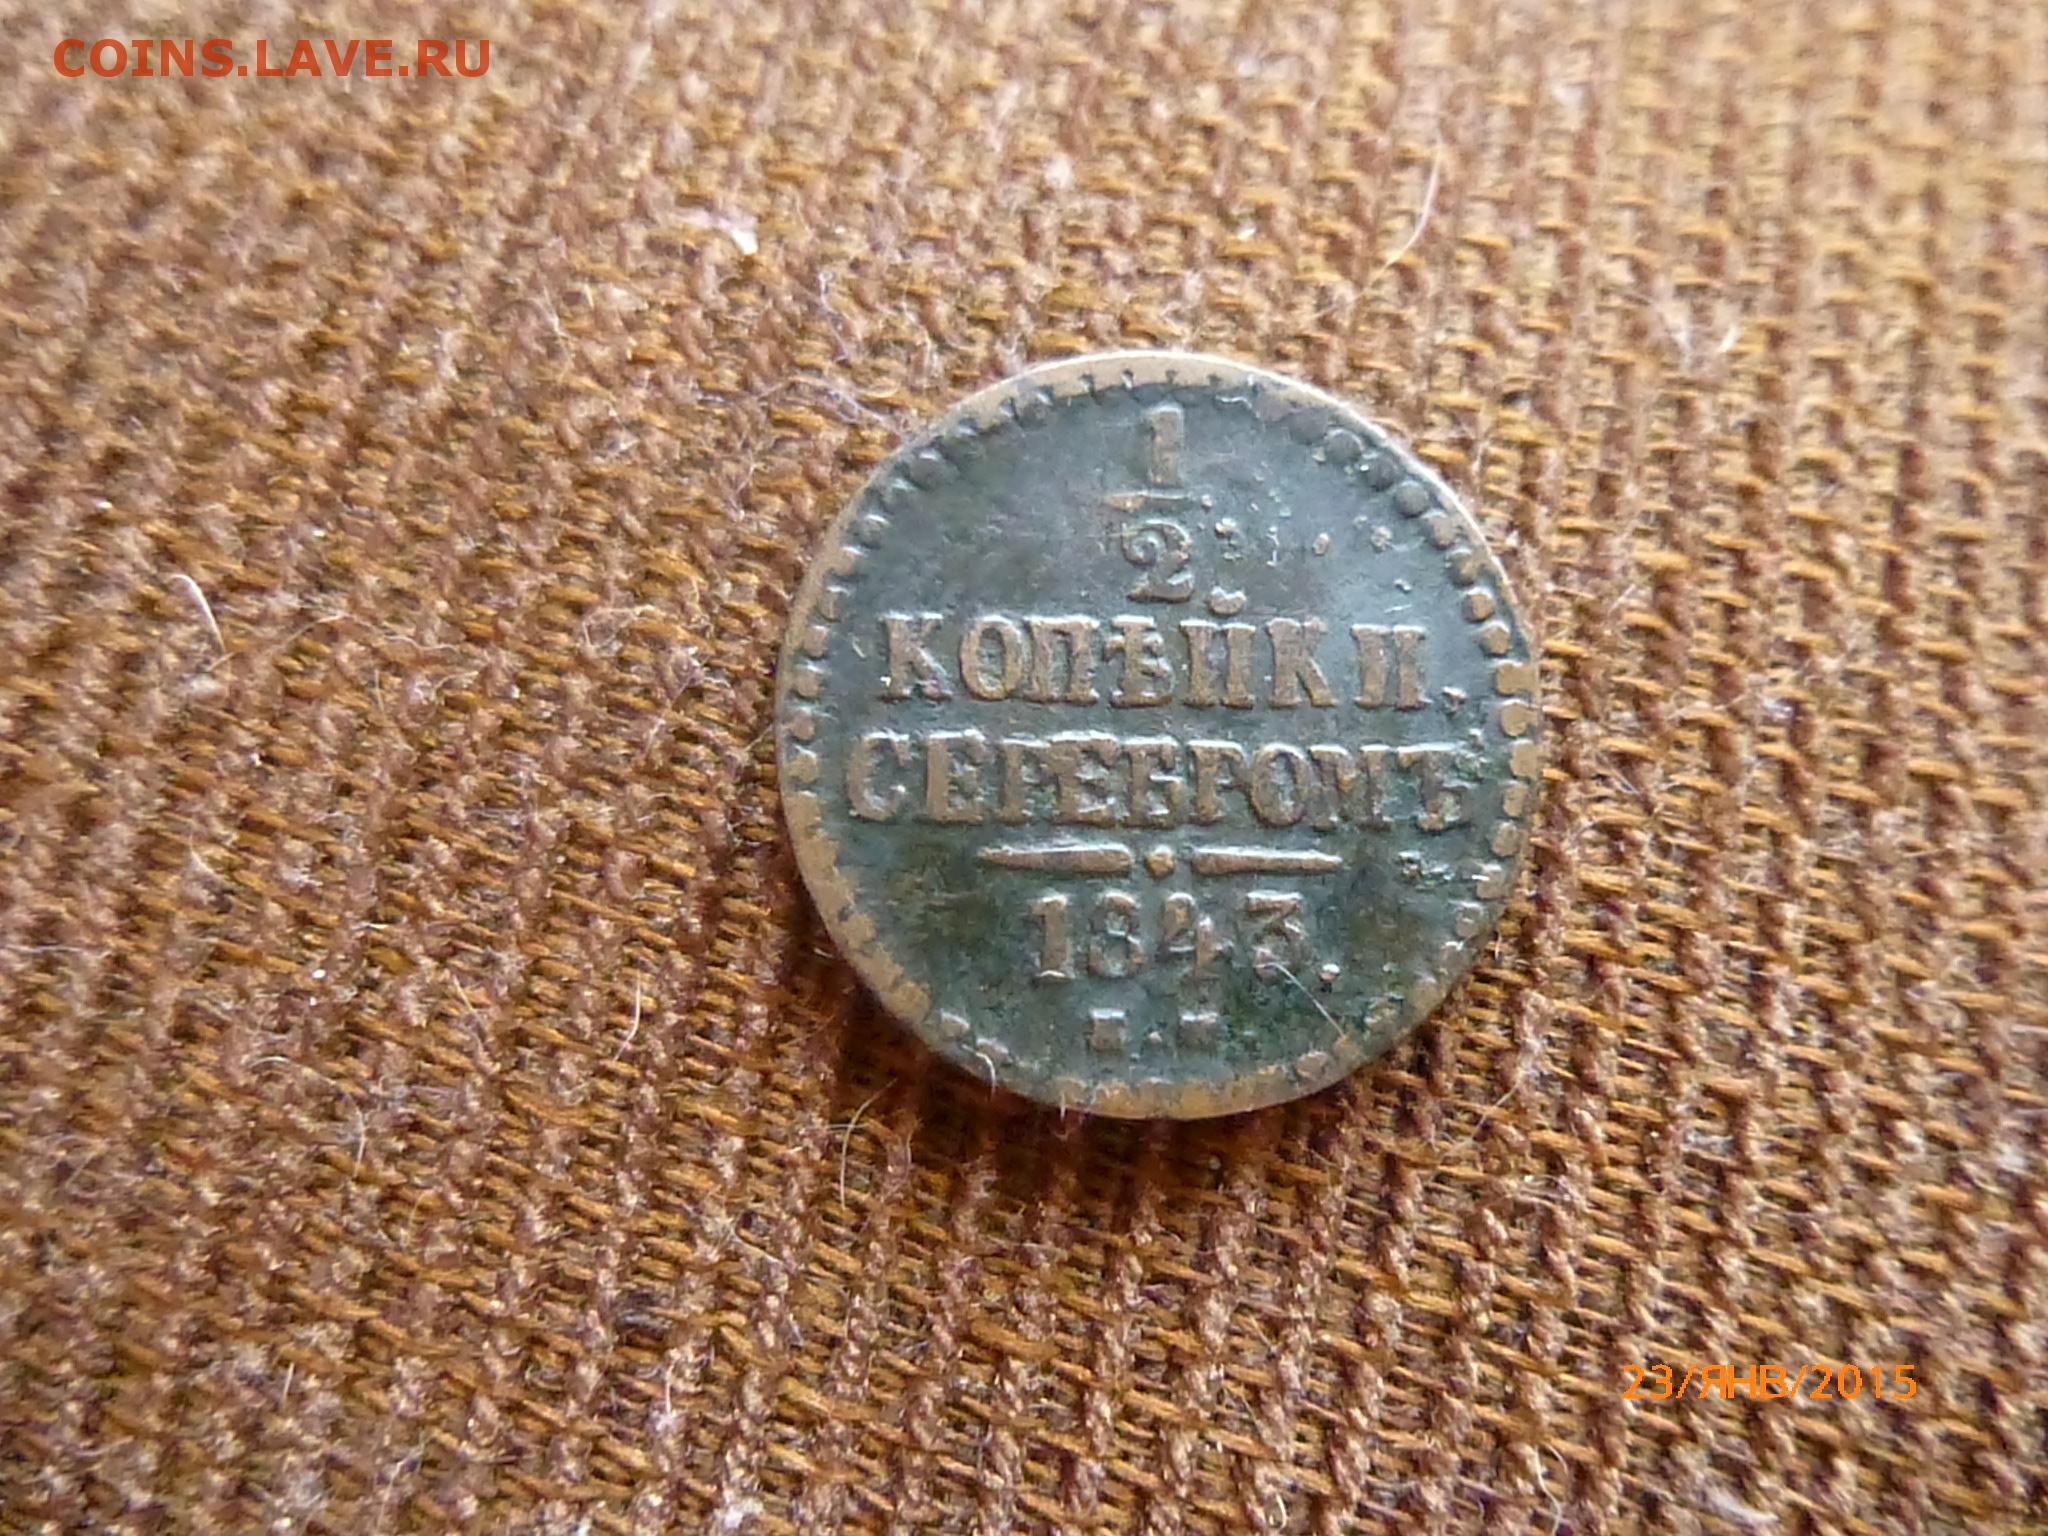 COINS.LAVE.RU
1
2
КОПѢЙКИ
СЕРЕБРОМЪ
1843.
Е.М.
23/ЯНВ/2015